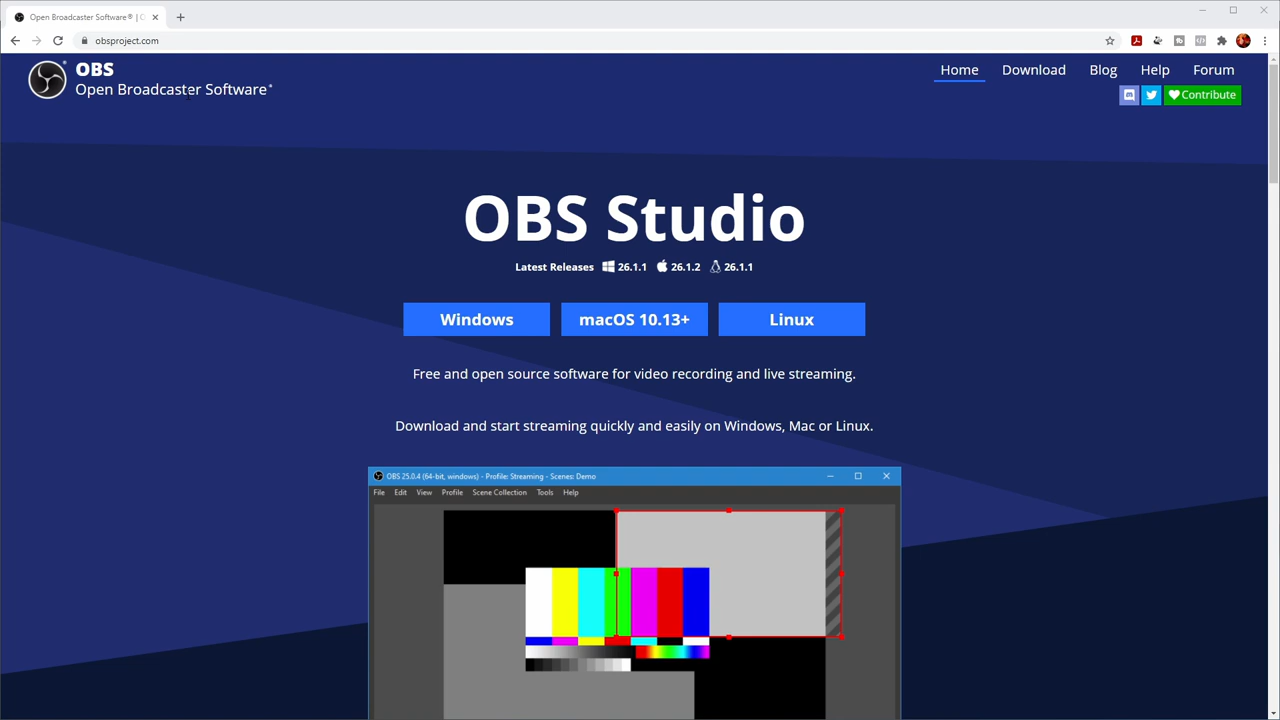 Open Broadcaster Software® | O
obsproject.com
OBS
Open Broadcaster Software®
Home Download Blog Help Forum
Contribute
OBS Studio
Latest Releases 26.1.1 26.1.2 26.1.1
Windows macOS 10.13+ Linux
Free and open source software for video recording and live streaming.
Download and start streaming quickly and easily on Windows, Mac or Linux.
OBS 25.0.4 (64-bit, windows) - Profile: Streaming - Scenes: Demo
File Edit View Profile Scene Collection Tools Help